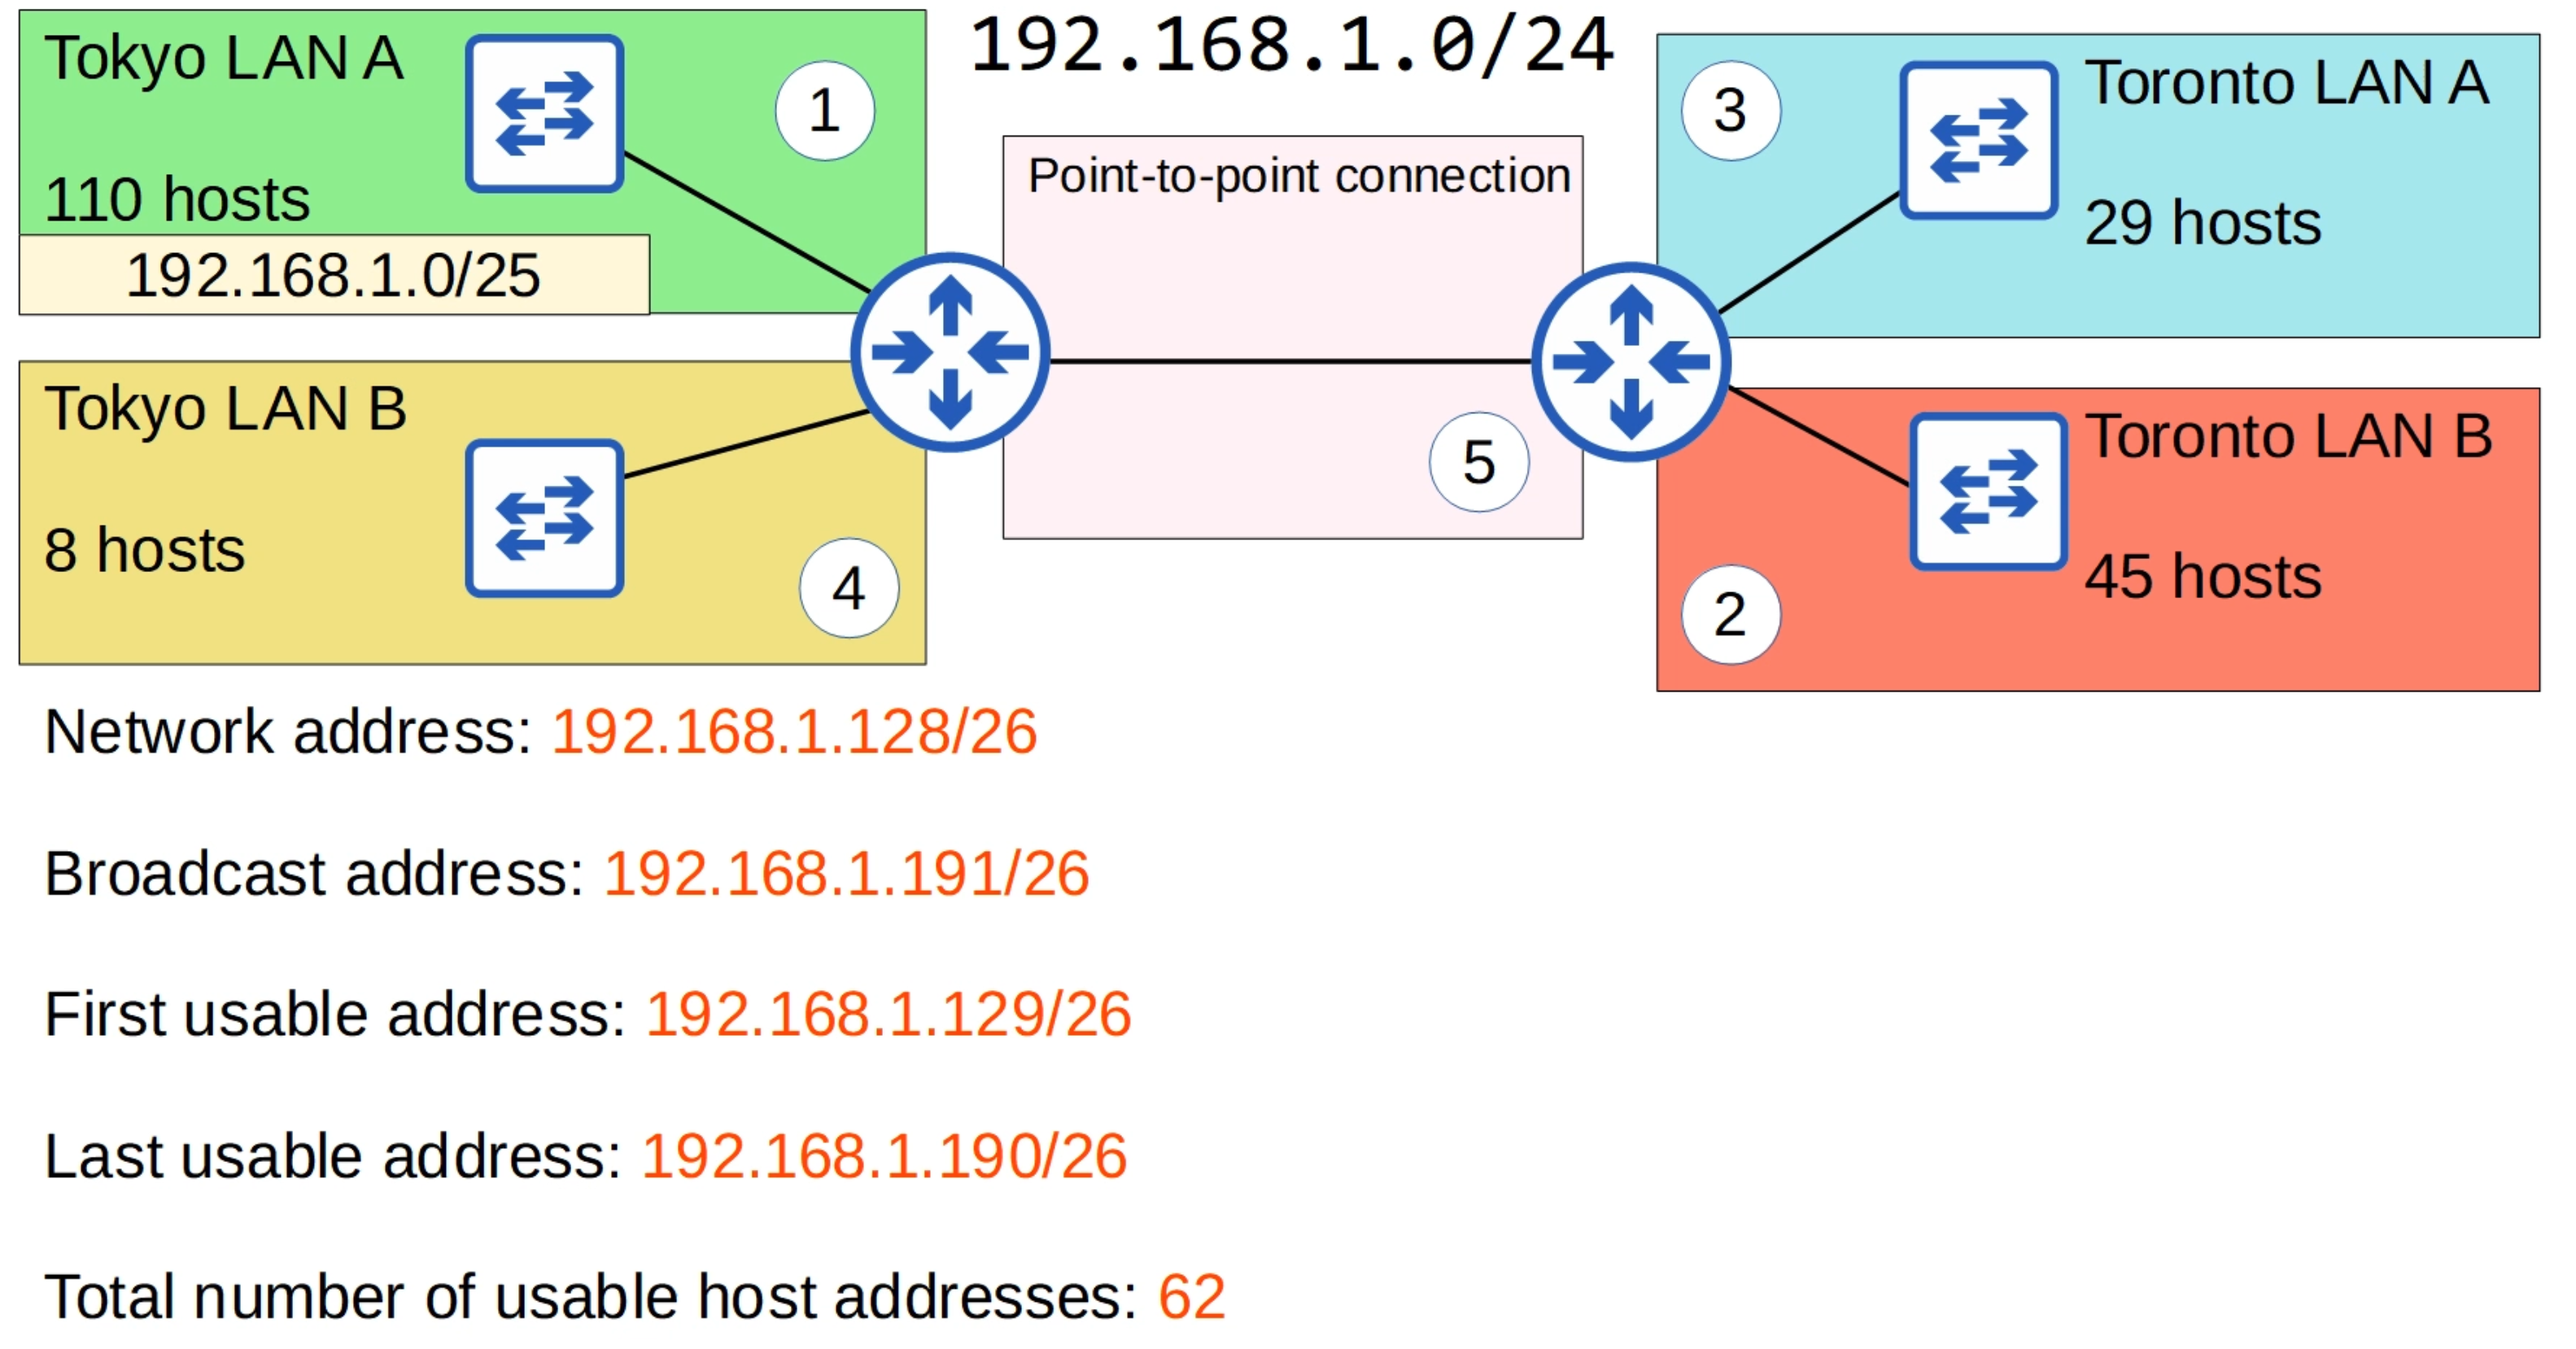 Tokyo LAN A
1
110 hosts
192.168.1.0/25
192.168.1.0/24
Point-to-point connection
5
3
Toronto LAN A
29 hosts
Tokyo LAN B
8 hosts
4
Toronto LAN B
45 hosts
2
Network address: 192.168.1.128/26
Broadcast address: 192.168.1.191/26
First usable address: 192.168.1.129/26
Last usable address: 192.168.1.190/26
Total number of usable host addresses: 62